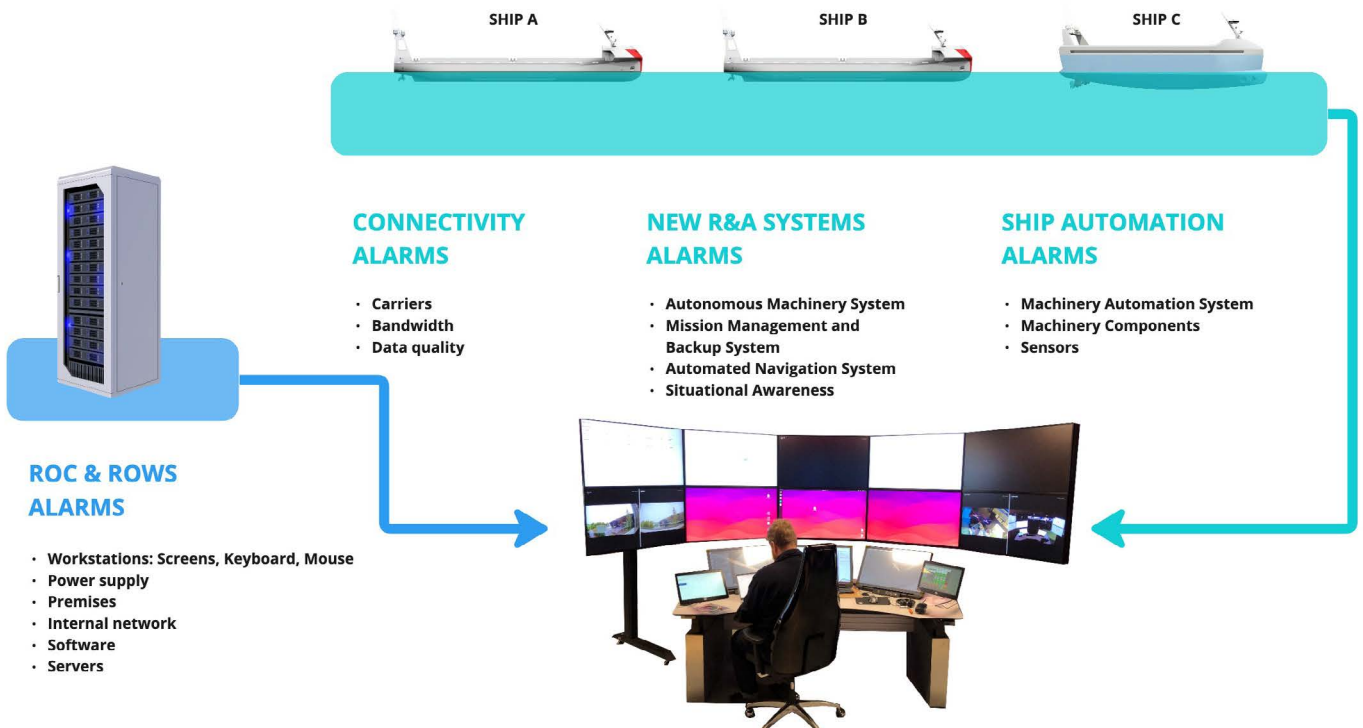 SHIP A
SHIP B
SHIP C
CONNECTIVITY
ALARMS
· Carriers
· Bandwidth
· Data quality
NEW R&A SYSTEMS
ALARMS
· Autonomous Machinery System
· Mission Management and
Backup System
· Automated Navigation System
· Situational Awareness
SHIP AUTOMATION
ALARMS
· Machinery Automation System
· Machinery Components
· Sensors
ROC & ROWS
ALARMS
· Workstations: Screens, Keyboard, Mouse
· Power supply
· Premises
· Internal network
· Software
· Servers